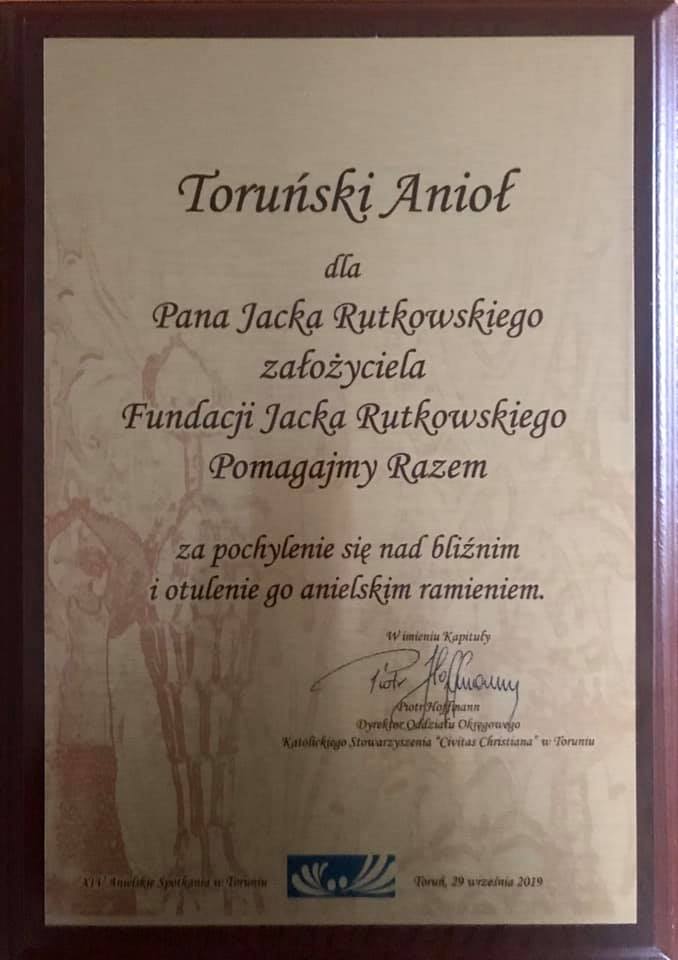 Toruński Anioł
dla
Pana Jacka Rutkowskiego
założyciela
Fundacji Jacka Rutkowskiego
Pomagajmy Razem
za pochylenie się nad bliźnim
i otulenie go anielskim ramieniem.
W imieniu Kapituły
Piotr Hoffmann
Piotr Hoffmann
Dyrektor Oddziału Okręgowego
Katolickiego Stowarzyszenia "Civitas Christiana" w Toruniu
XIV Anielskie Spotkania w Toruniu
Toruń, 29 września 2019